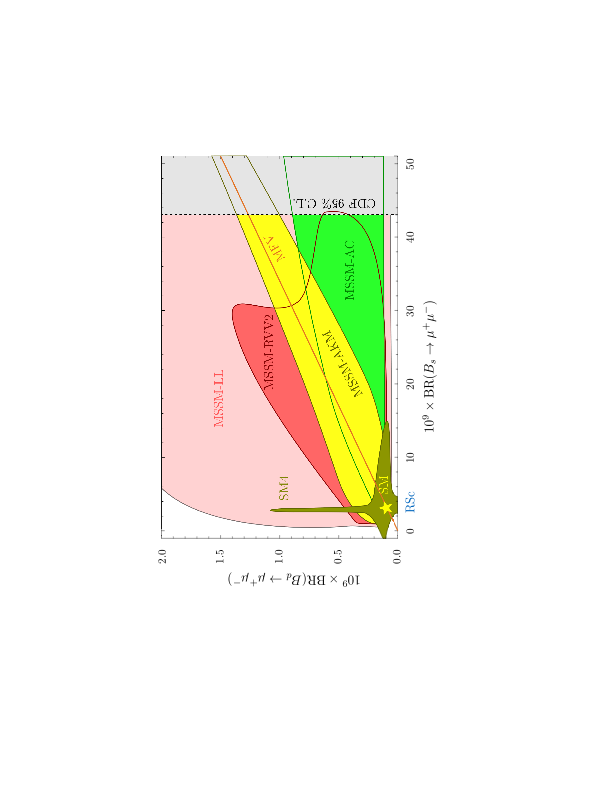 2.0
1.5
1.0
0.5
0.0
10⁹ × BR(B_d → μ⁺μ⁻)
0
10
20
30
40
50
RSc
10⁹ × BR(B_s → μ⁺μ⁻)
MSSM-LL
MSSM-RVV2
SM4
MFV
MSSM-AKM
MSSM-AC
SM
CDF 95% C.L.